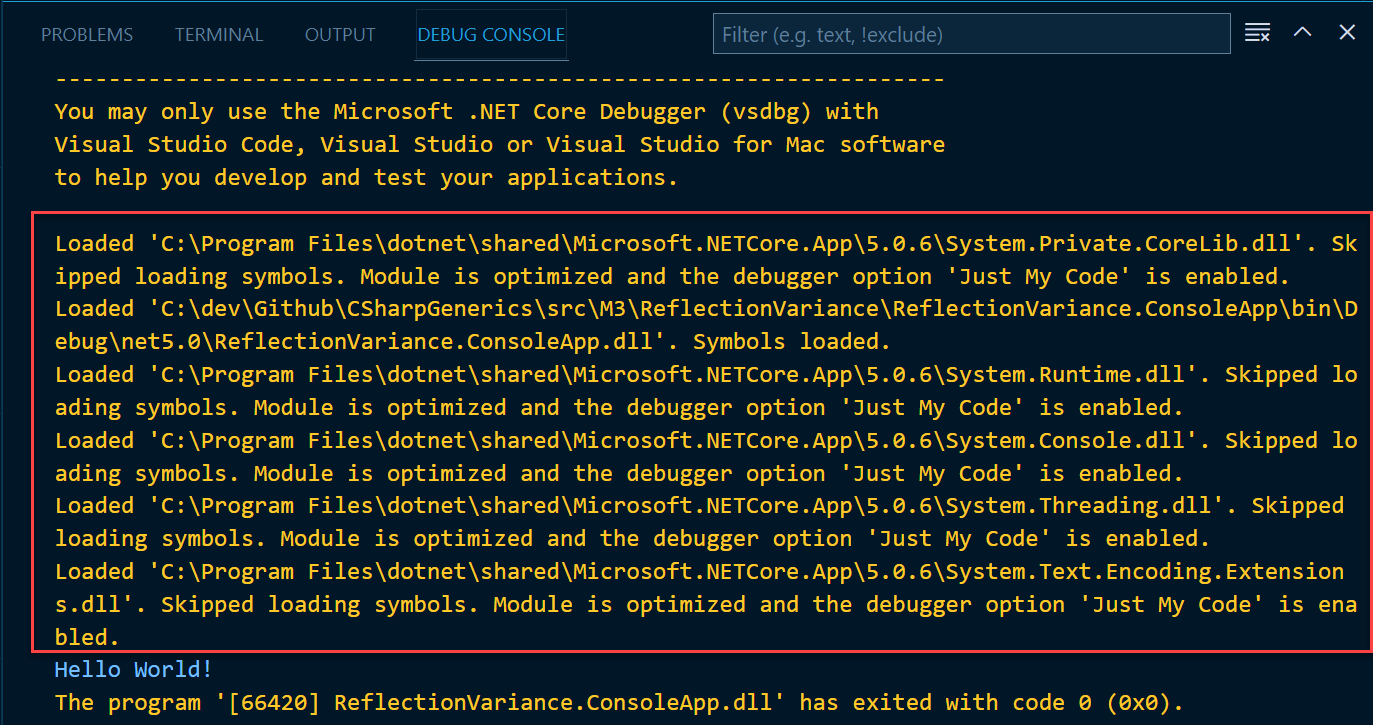 PROBLEMS TERMINAL OUTPUT DEBUG CONSOLE Filter (e.g. text, !exclude)
-------------------------------------------------------------------
You may only use the Microsoft .NET Core Debugger (vsdbg) with
Visual Studio Code, Visual Studio or Visual Studio for Mac software
to help you develop and test your applications.
Loaded 'C:\Program Files\dotnet\shared\Microsoft.NETCore.App\5.0.6\System.Private.CoreLib.dll'. Sk
ipped loading symbols. Module is optimized and the debugger option 'Just My Code' is enabled.
Loaded 'C:\dev\Github\CSharpGenerics\src\M3\ReflectionVariance\ReflectionVariance.ConsoleApp\bin\D
ebug\net5.0\ReflectionVariance.ConsoleApp.dll'. Symbols loaded.
Loaded 'C:\Program Files\dotnet\shared\Microsoft.NETCore.App\5.0.6\System.Runtime.dll'. Skipped lo
ading symbols. Module is optimized and the debugger option 'Just My Code' is enabled.
Loaded 'C:\Program Files\dotnet\shared\Microsoft.NETCore.App\5.0.6\System.Console.dll'. Skipped lo
ading symbols. Module is optimized and the debugger option 'Just My Code' is enabled.
Loaded 'C:\Program Files\dotnet\shared\Microsoft.NETCore.App\5.0.6\System.Threading.dll'. Skipped
loading symbols. Module is optimized and the debugger option 'Just My Code' is enabled.
Loaded 'C:\Program Files\dotnet\shared\Microsoft.NETCore.App\5.0.6\System.Text.Encoding.Extension
s.dll'. Skipped loading symbols. Module is optimized and the debugger option 'Just My Code' is ena
bled.
Hello World!
The program '[66420] ReflectionVariance.ConsoleApp.dll' has exited with code 0 (0x0).